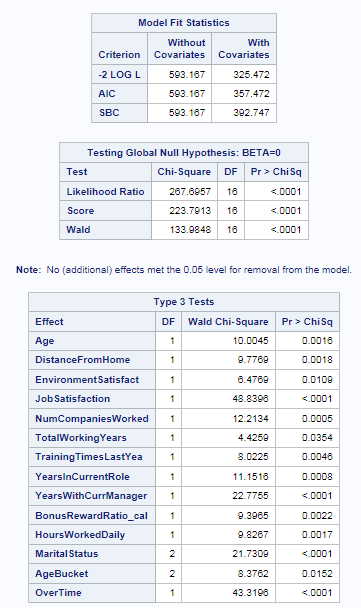 Model Fit Statistics
Criterion Without Covariates With Covariates
-2 LOG L 593.167 325.472
AIC 593.167 357.472
SBC 593.167 392.747
Testing Global Null Hypothesis: BETA=0
Test Chi-Square DF Pr > ChiSq
Likelihood Ratio 267.6957 16 <.0001
Score 223.7913 16 <.0001
Wald 133.9848 16 <.0001
Note: No (additional) effects met the 0.05 level for removal from the model.
Type 3 Tests
Effect DF Wald Chi-Square Pr > ChiSq
Age 1 10.0045 0.0016
DistanceFromHome 1 9.7769 0.0018
EnvironmentSatisfact 1 6.4769 0.0109
JobSatisfaction 1 48.8396 <.0001
NumCompaniesWorked 1 12.2134 0.0005
TotalWorkingYears 1 4.4259 0.0354
TrainingTimesLastYea 1 8.0225 0.0046
YearsInCurrentRole 1 11.1516 0.0008
YearsWithCurrManager 1 22.7755 <.0001
BonusRewardRatio_cal 1 9.3965 0.0022
HoursWorkedDaily 1 9.8267 0.0017
MaritalStatus 2 21.7309 <.0001
AgeBucket 2 8.3762 0.0152
OverTime 1 43.3196 <.0001